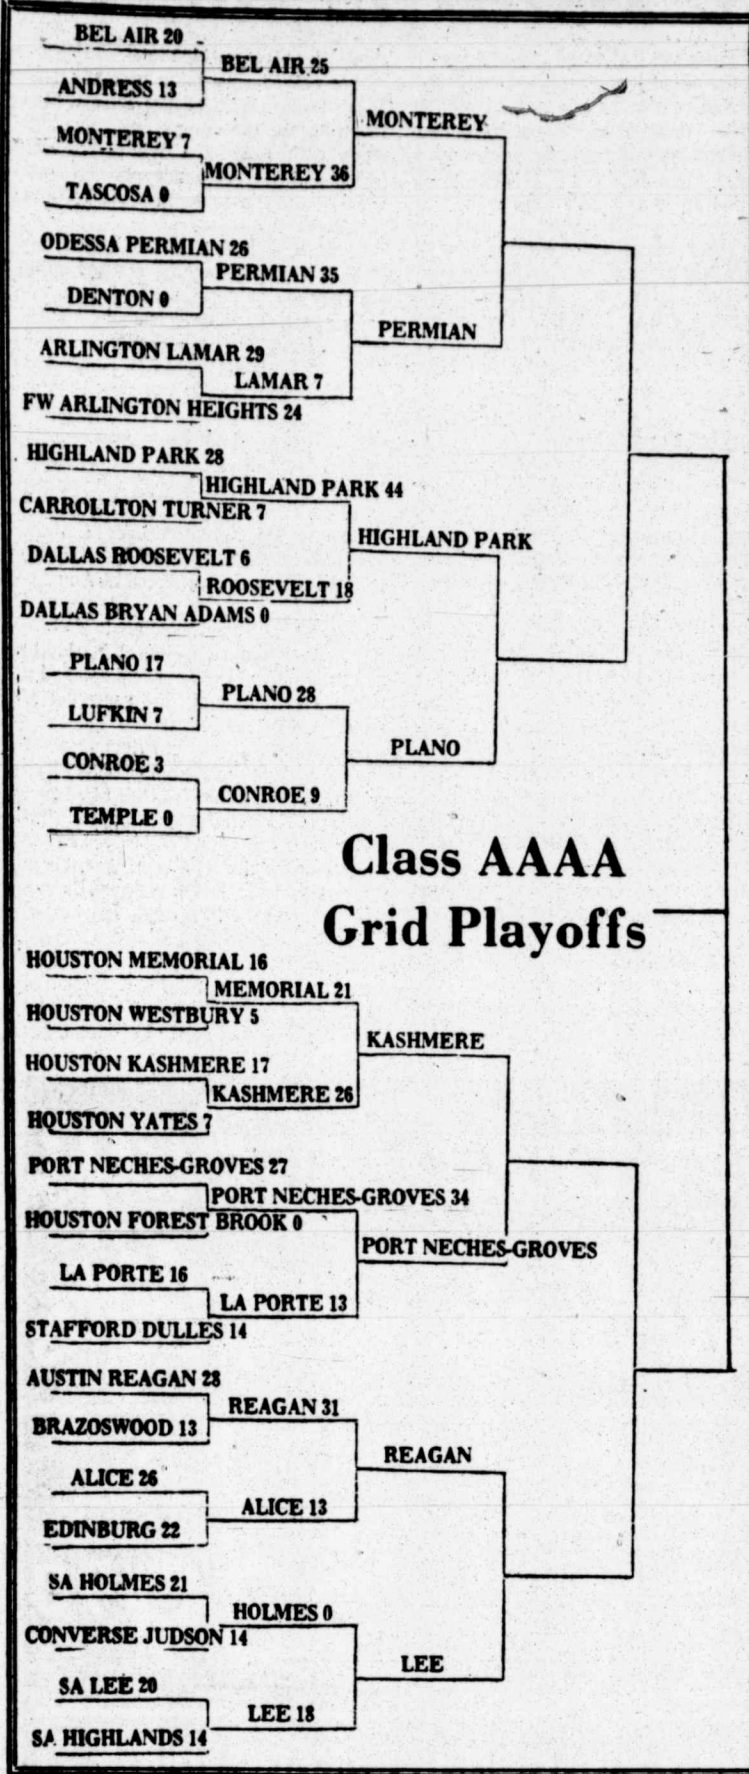 BEL AIR 20
BEL AIR 25
ANDRESS 13
MONTEREY
MONTEREY 7
MONTEREY 36
TASCOSA 0
ODESSA PERMIAN 26
PERMIAN 35
DENTON 0
PERMIAN
ARLINGTON LAMAR 29
LAMAR 7
FW ARLINGTON HEIGHTS 24
HIGHLAND PARK 28
HIGHLAND PARK 44
CARROLLTON TURNER 7
HIGHLAND PARK
DALLAS ROOSEVELT 6
ROOSEVELT 18
DALLAS BRYAN ADAMS 0
PLANO 17
PLANO 28
LUFKIN 7
PLANO
CONROE 3
CONROE 9
TEMPLE 0
Class AAAA
Grid Playoffs
HOUSTON MEMORIAL 16
MEMORIAL 21
HOUSTON WESTBURY 5
KASHMERE
HOUSTON KASHMERE 17
KASHMERE 26
HOUSTON YATES 7
PORT NECHES-GROVES 27
PORT NECHES-GROVES 34
HOUSTON FOREST BROOK 0
PORT NECHES-GROVES
LA PORTE 16
LA PORTE 13
STAFFORD DULLES 14
AUSTIN REAGAN 28
REAGAN 31
BRAZOSWOOD 13
REAGAN
ALICE 26
ALICE 13
EDINBURG 22
SA HOLMES 21
HOLMES 0
CONVERSE JUDSON 14
LEE
SA LEE 20
LEE 18
SA HIGHLANDS 14